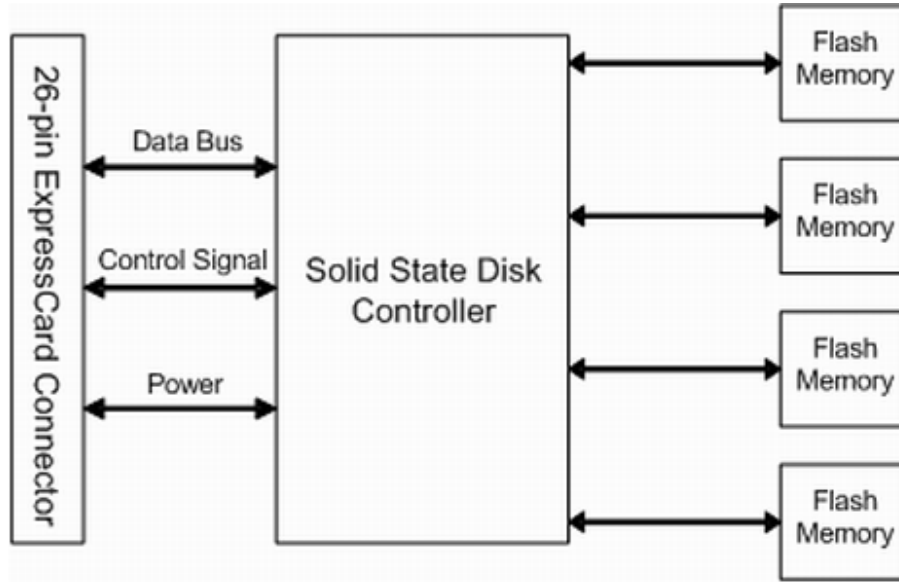 26-pin ExpressCard Connector
Data Bus
Control Signal
Power
Solid State Disk
Controller
Flash
Memory
Flash
Memory
Flash
Memory
Flash
Memory